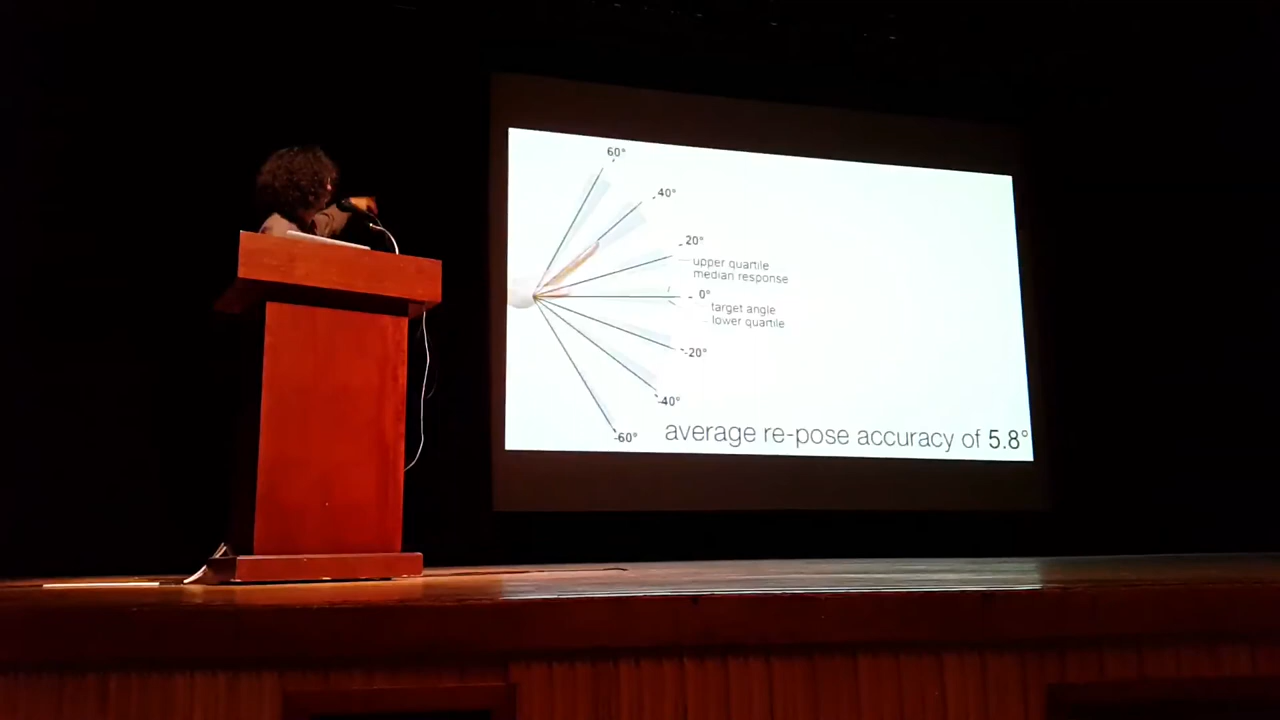 60°
40°
20°
upper quartile
median response
0°
target angle
lower quartile
-20°
-40°
-60°
average re-pose accuracy of 5.8°